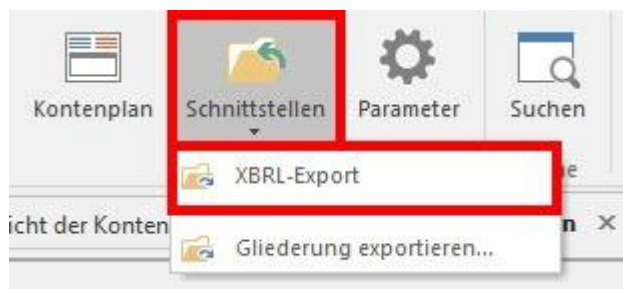 Kontenplan Schnittstellen Parameter Suchen
XBRL-Export
icht der Konten n ×
Gliederung exportieren...